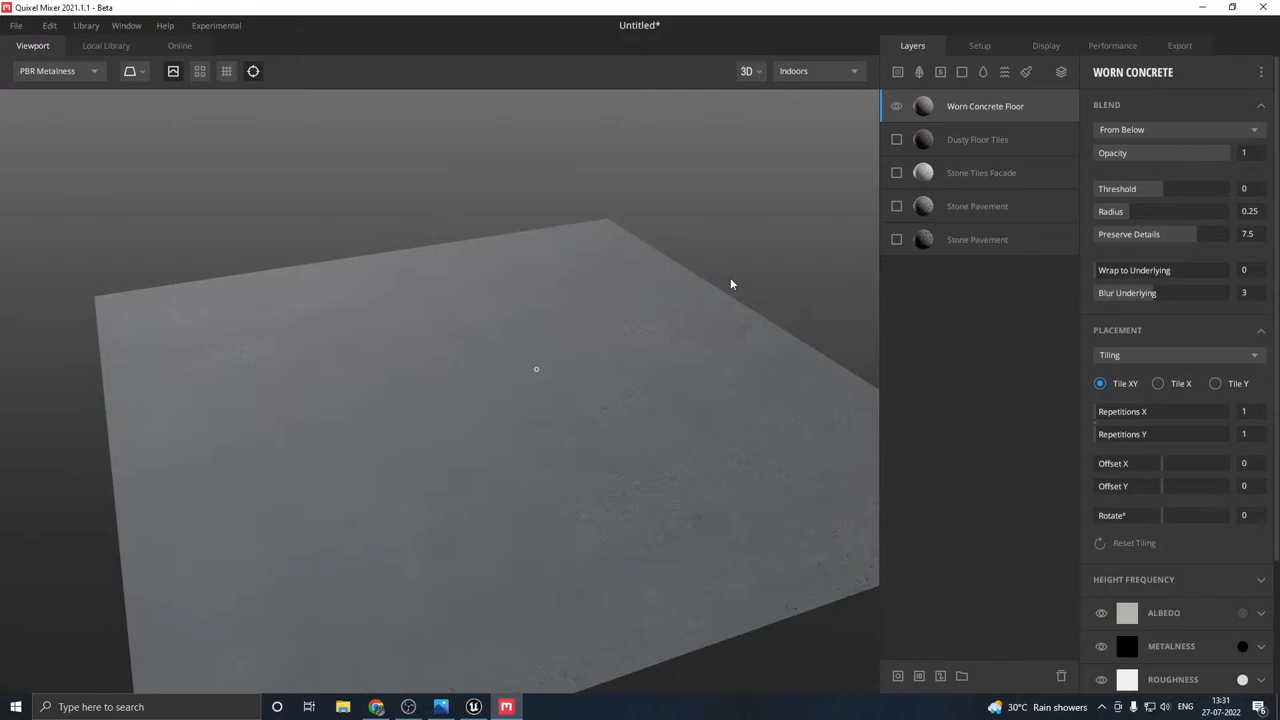 Quixel Mixer 2021.1.1 - Beta
File Edit Library Window Help Experimental
Untitled*
Viewport Local Library Online
Layers Setup Display Performance Export
PBR Metalness
3D
Indoors
WORN CONCRETE
Worn Concrete Floor
Dusty Floor Tiles
Stone Tiles Facade
Stone Pavement
Stone Pavement
BLEND
From Below
Opacity 1
Threshold 0
Radius 0.25
Preserve Details 7.5
Wrap to Underlying 0
Blur Underlying 3
PLACEMENT
Tiling
Tile XY Tile X Tile Y
Repetitions X 1
Repetitions Y 1
Offset X 0
Offset Y 0
Rotate° 0
Reset Tiling
HEIGHT FREQUENCY
ALBEDO
METALNESS
ROUGHNESS
Type here to search
30°C Rain showers
ENG
13:31
27-07-2022